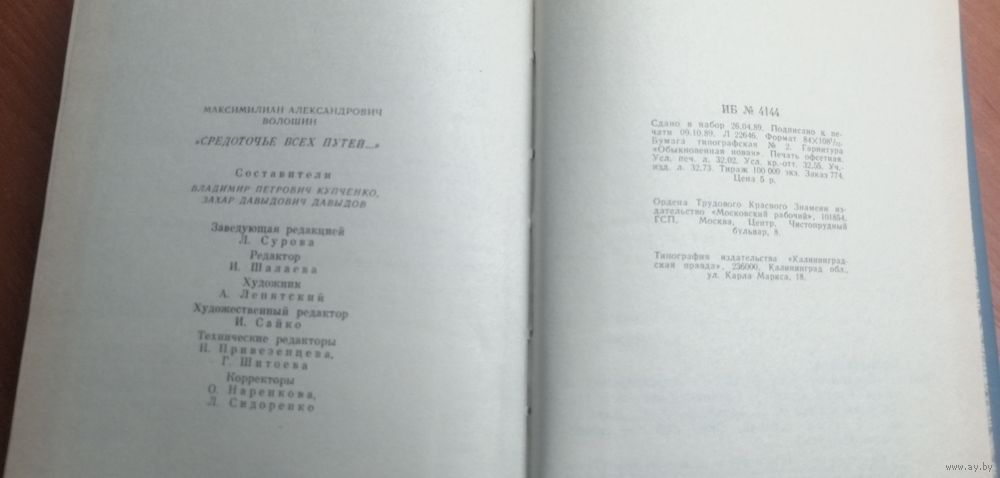 МАКСИМИЛИАН АЛЕКСАНДРОВИЧ
ВОЛОШИН
«СРЕДОТОЧЬЕ ВСЕХ ПУТЕЙ...»
Составители
ВЛАДИМИР ПЕТРОВИЧ КУПЧЕНКО,
ЗАХАР ДАВЫДОВИЧ ДАВЫДОВ
Заведующая редакцией
Л. Сурова
Редактор
И. Шалаева
Художник
А. Лепятский
Художественный редактор
И. Сайко
Технические редакторы
Н. Привезенцева,
Г. Шитоева
Корректоры
О. Наренкова,
Л. Сидоренко
ИБ № 4144
Сдано в набор 26.04.89. Подписано к пе-
чати 09.10.89. Л 22646. Формат 84×108¹/₃₂.
Бумага типографская № 2. Гарнитура
«Обыкновенная новая». Печать офсетная.
Усл. печ. л. 32,02. Усл. кр.-отт. 32,55. Уч.-
изд. л. 32,73. Тираж 100 000 экз. Заказ 774.
Цена 5 р.
Ордена Трудового Красного Знамени из-
дательство «Московский рабочий», 101854,
ГСП, Москва, Центр, Чистопрудный
бульвар, 8.
Типография издательства «Калининград-
ская правда», 236000, Калининград обл.,
ул. Карла Маркса, 18.
www.ay.by